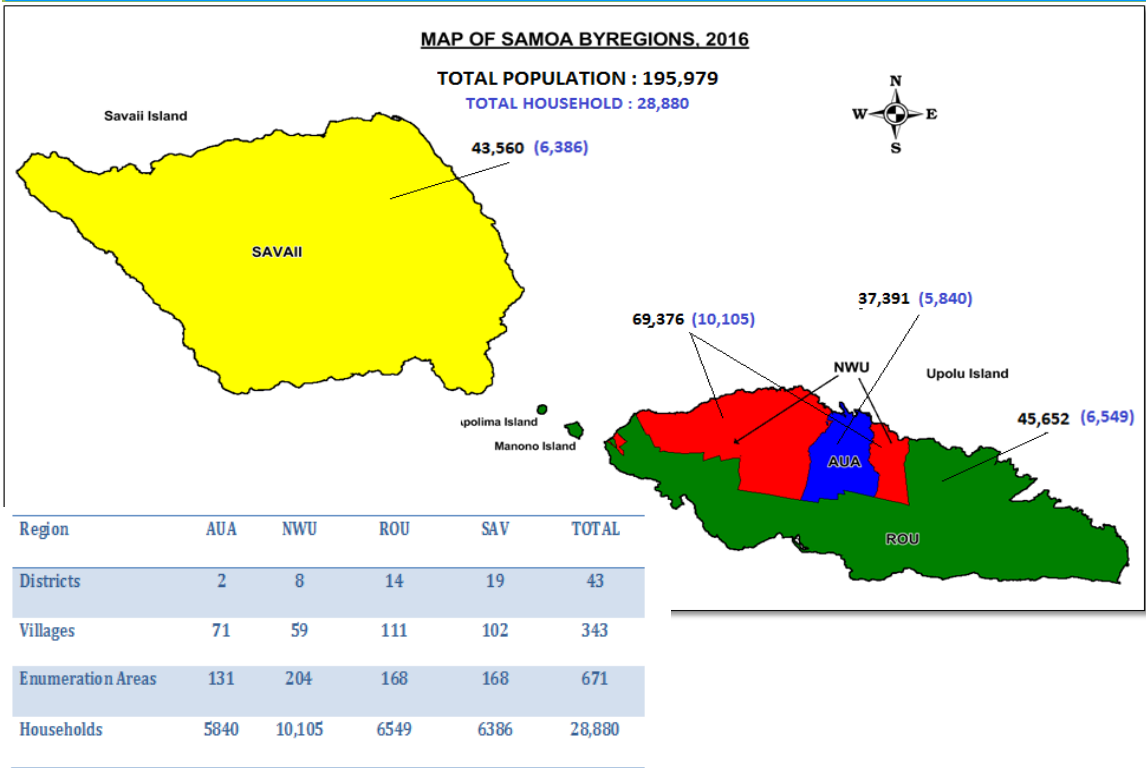 MAP OF SAMOA BYREGIONS, 2016
TOTAL POPULATION : 195,979
TOTAL HOUSEHOLD : 28,880
Savaii Island
N
W E
S
43,560 (6,386)
SAVAII
37,391 (5,840)
69,376 (10,105)
NWU
Upolu Island
45,652 (6,549)
polima Island
Manono Island
AUA
ROU
Region AUA NWU ROU SAV TOTAL
Districts 2 8 14 19 43
Villages 71 59 111 102 343
Enumeration Areas 131 204 168 168 671
Households 5840 10,105 6549 6386 28,880